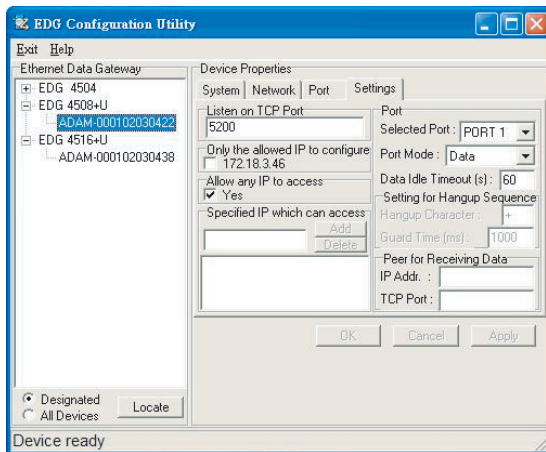 EDG Configuration Utility
Exit Help
Ethernet Data Gateway
EDG 4504
EDG 4508+U
ADAM-000102030422
EDG 4516+U
ADAM-000102030438
Designated
All Devices
Locate
Device Properties
System Network Port Settings
Listen on TCP Port
5200
Only the allowed IP to configure
172.18.3.46
Allow any IP to access
Yes
Specified IP which can access
Add
Delete
Port
Selected Port : PORT 1
Port Mode : Data
Data Idle Timeout (s) : 60
Setting for Hangup Sequence
Hangup Character : +
Guard Time (ms) : 1000
Peer for Receiving Data
IP Addr. :
TCP Port :
OK Cancel Apply
Device ready